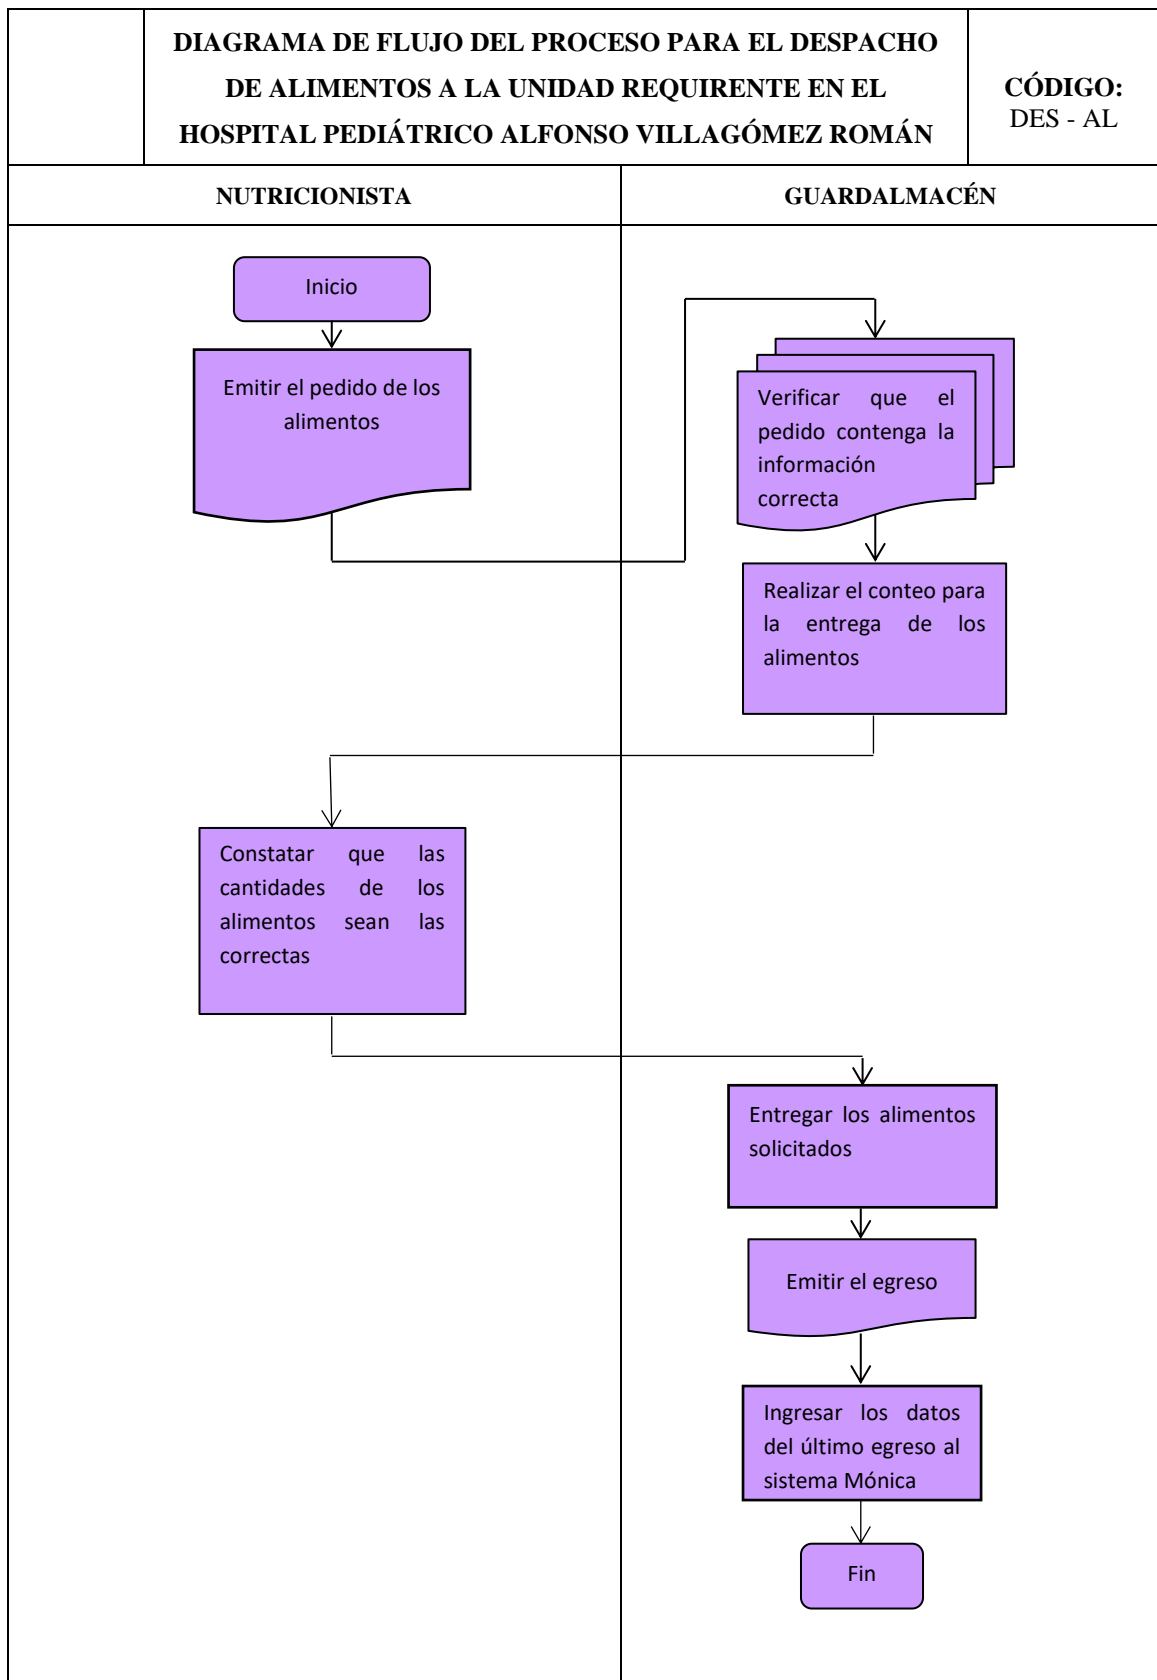 DIAGRAMA DE FLUJO DEL PROCESO PARA EL DESPACHO
DE ALIMENTOS A LA UNIDAD REQUIRENTE EN EL
HOSPITAL PEDIÁTRICO ALFONSO VILLAGÓMEZ ROMÁN
CÓDIGO:
DES - AL
NUTRICIONISTA
GUARDALMACÉN
Inicio
Emitir el pedido de los
alimentos
Verificar que el
pedido contenga la
información
correcta
Realizar el conteo para
la entrega de los
alimentos
Constatar que las
cantidades de los
alimentos sean las
correctas
Entregar los alimentos
solicitados
Emitir el egreso
Ingresar los datos
del último egreso al
sistema Mónica
Fin